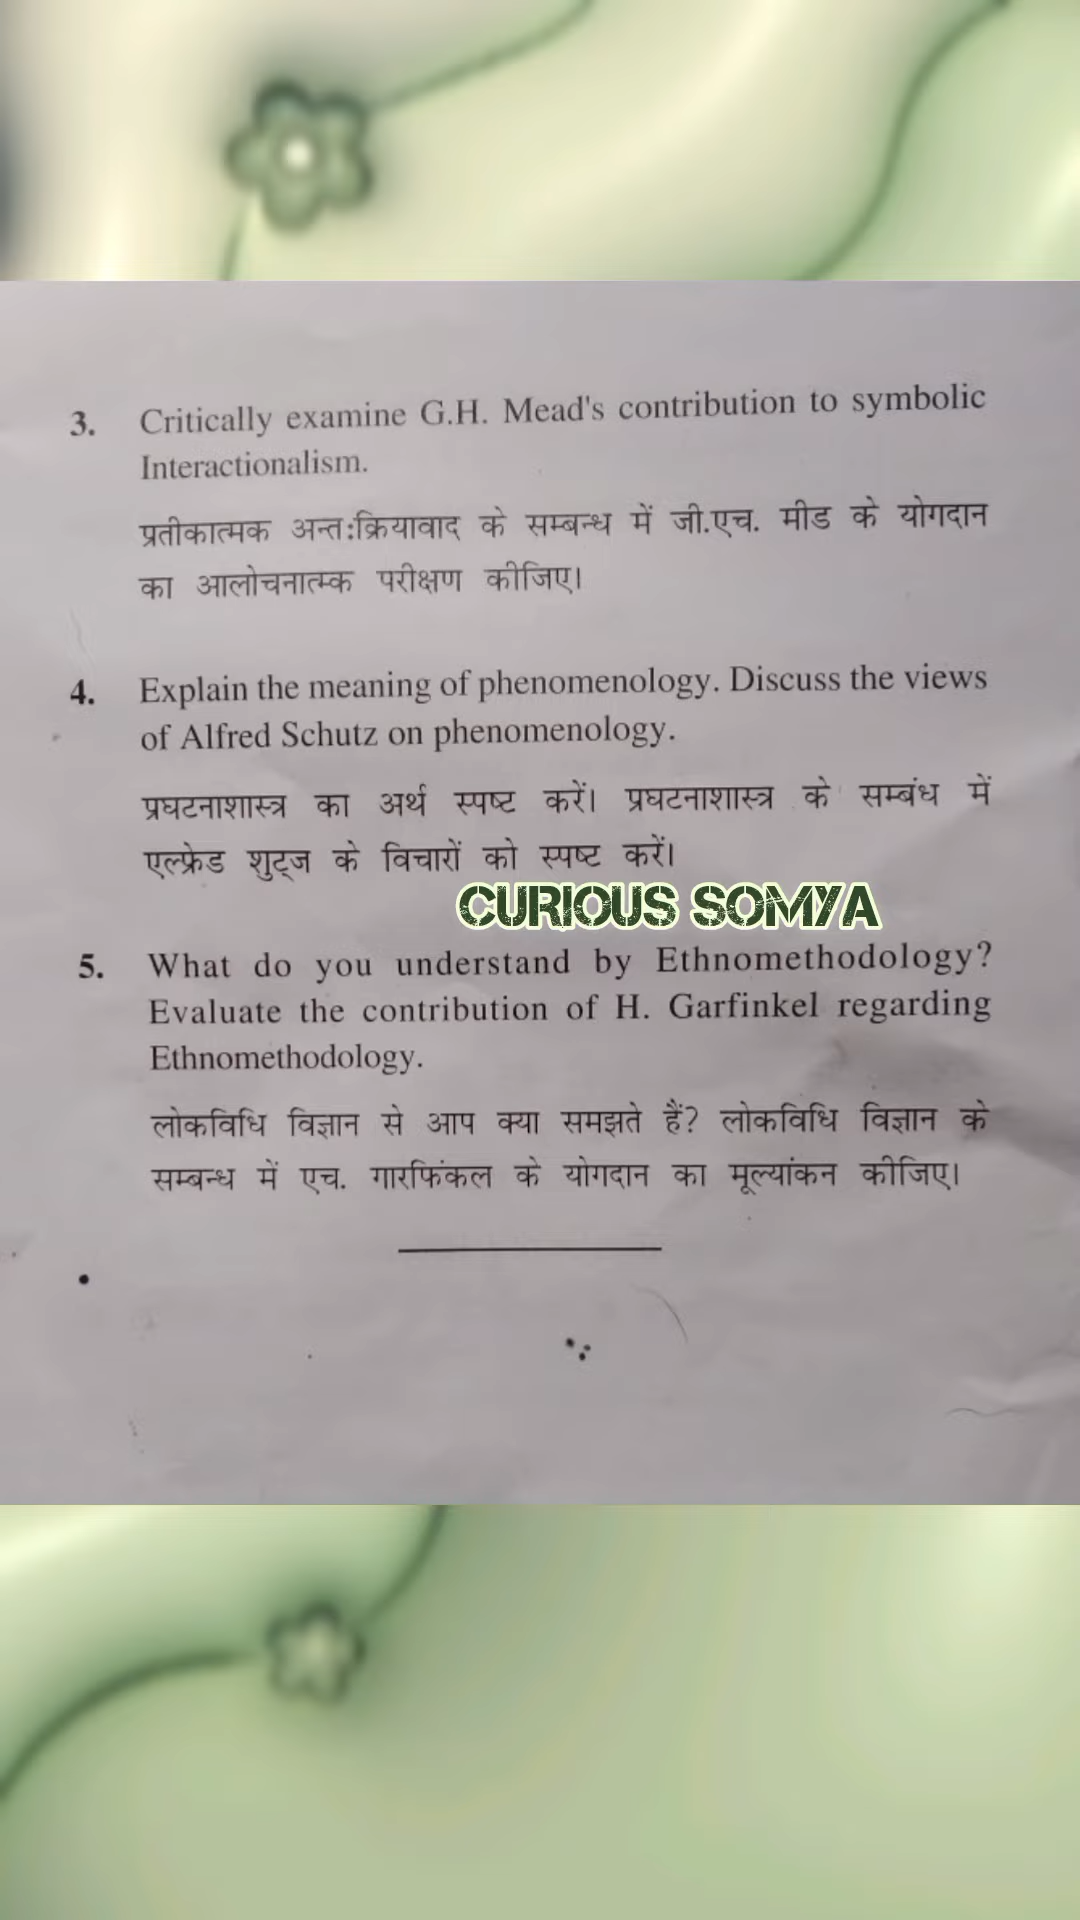 3. Critically examine G.H. Mead's contribution to symbolic
Interactionalism.
प्रतीकात्मक अन्त:क्रियावाद के सम्बन्ध में जी.एच. मीड के योगदान
का आलोचनात्म्क परीक्षण कीजिए।
4. Explain the meaning of phenomenology. Discuss the views
of Alfred Schutz on phenomenology.
प्रघटनाशास्त्र का अर्थ स्पष्ट करें। प्रघटनाशास्त्र के सम्बंध में
एल्फ्रेड शुट्ज के विचारों को स्पष्ट करें।
CURIOUS SOMYA
5. What do you understand by Ethnomethodology?
Evaluate the contribution of H. Garfinkel regarding
Ethnomethodology.
लोकविधि विज्ञान से आप क्या समझते हैं? लोकविधि विज्ञान के
सम्बन्ध में एच. गारफिंकल के योगदान का मूल्यांकन कीजिए।